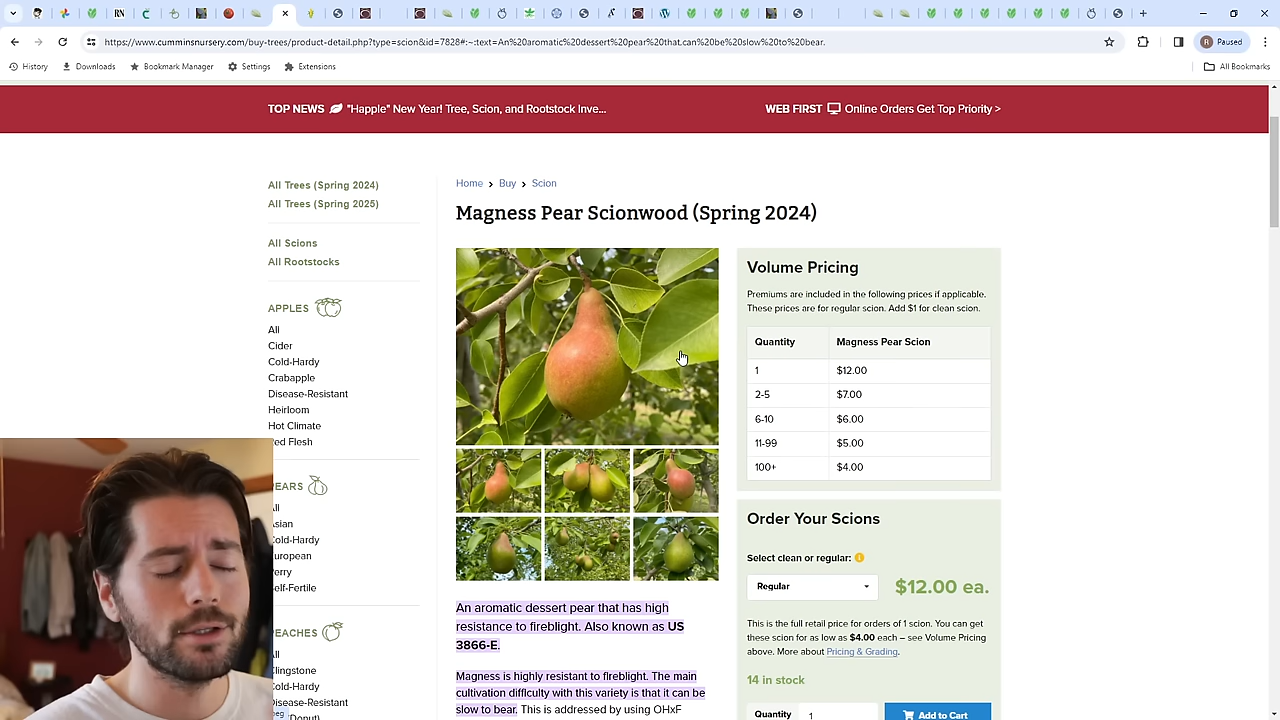 https://www.cumminsnursery.com/buy-trees/product-detail.php?type=scion&id=7828#:~:text=An%20aromatic%20dessert%20pear%20that,can%20be%20slow%20to%20bear.
R Paused
History Downloads Bookmark Manager Settings Extensions All Bookmarks
TOP NEWS "Happle" New Year! Tree, Scion, and Rootstock Inve...
WEB FIRST Online Orders Get Top Priority >
All Trees (Spring 2024)
All Trees (Spring 2025)
All Scions
All Rootstocks
APPLES
All
Cider
Cold-Hardy
Crabapple
Disease-Resistant
Heirloom
Hot Climate
ed Flesh
EARS
ll
sian
old-Hardy
uropean
erry
elf-Fertile
EACHES
ll
lingstone
old-Hardy
isease-Resistant
Donut)
Home > Buy > Scion
Magness Pear Scionwood (Spring 2024)
An aromatic dessert pear that has high
resistance to fireblight. Also known as US
3866-E.
Magness is highly resistant to fireblight. The main
cultivation difficulty with this variety is that it can be
slow to bear. This is addressed by using OHxF
Volume Pricing
Premiums are included in the following prices if applicable.
These prices are for regular scion. Add $1 for clean scion.
Quantity Magness Pear Scion
1 $12.00
2-5 $7.00
6-10 $6.00
11-99 $5.00
100+ $4.00
Order Your Scions
Select clean or regular:
Regular $12.00 ea.
This is the full retail price for orders of 1 scion. You can get
these scion for as low as $4.00 each – see Volume Pricing
above. More about Pricing & Grading.
14 in stock
Quantity 1 Add to Cart